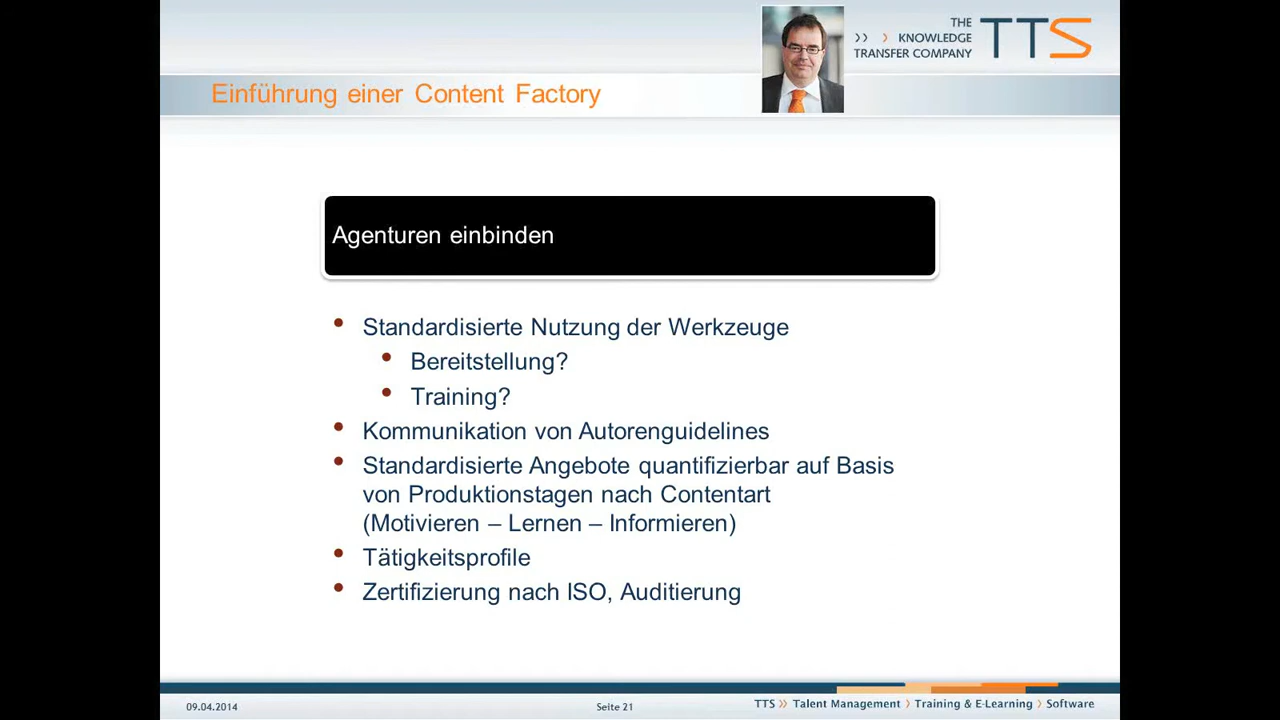 THE
>> > KNOWLEDGE
TRANSFER COMPANY
TTS
Einführung einer Content Factory
Agenturen einbinden
• Standardisierte Nutzung der Werkzeuge
• Bereitstellung?
• Training?
• Kommunikation von Autorenguidelines
• Standardisierte Angebote quantifizierbar auf Basis
von Produktionstagen nach Contentart
(Motivieren – Lernen – Informieren)
• Tätigkeitsprofile
• Zertifizierung nach ISO, Auditierung
09.04.2014
Seite 21
TTS >> Talent Management > Training & E-Learning > Software